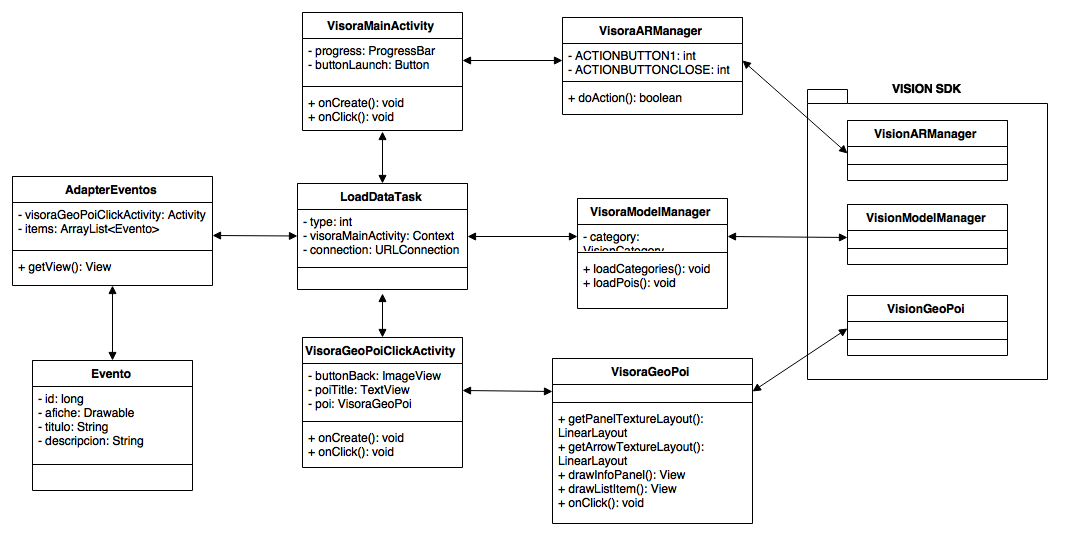 VisoraMainActivity
- progress: ProgressBar
- buttonLaunch: Button
+ onCreate(): void
+ onClick(): void
VisoraARManager
- ACTIONBUTTON1: int
- ACTIONBUTTONCLOSE: int
+ doAction(): boolean
VISION SDK
VisionARManager
VisionModelManager
VisionGeoPoi
AdapterEventos
- visoraGeoPoiClickActivity: Activity
- items: ArrayList<Evento>
+ getView(): View
LoadDataTask
- type: int
- visoraMainActivity: Context
- connection: URLConnection
VisoraModelManager
- category:
VisionCategory
+ loadCategories(): void
+ loadPois(): void
Evento
- id: long
- afiche: Drawable
- titulo: String
- descripcion: String
VisoraGeoPoiClickActivity
- buttonBack: ImageView
- poiTitle: TextView
- poi: VisoraGeoPoi
+ onCreate(): void
+ onClick(): void
VisoraGeoPoi
+ getPanelTextureLayout():
LinearLayout
+ getArrowTextureLayout():
LinearLayout
+ drawInfoPanel(): View
+ drawListItem(): View
+ onClick(): void